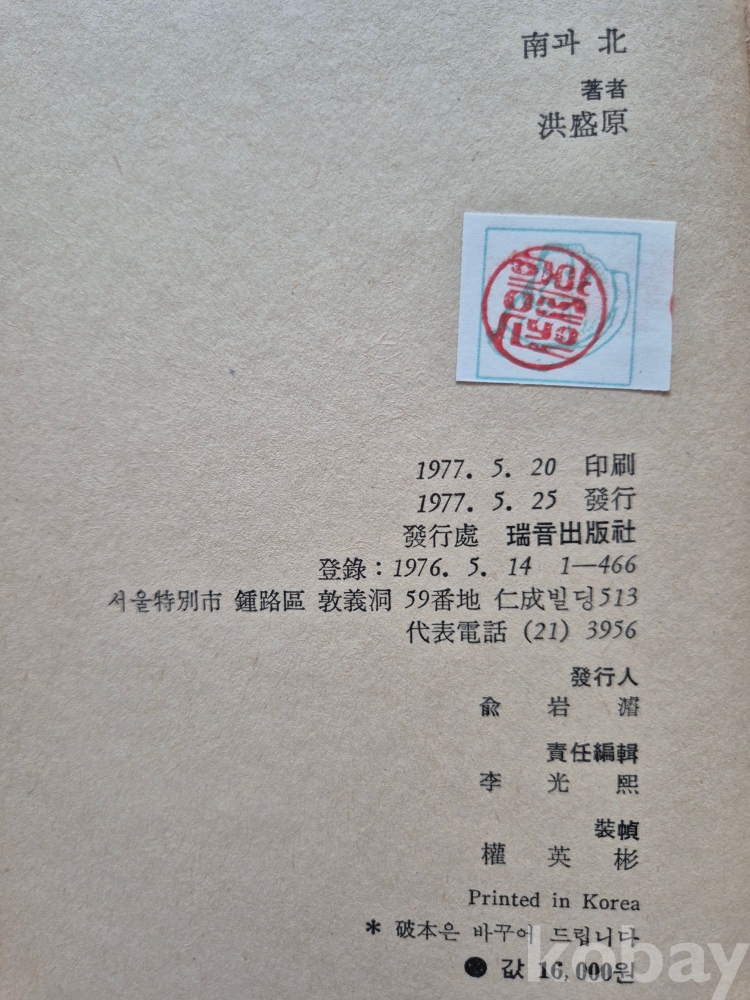 南과 北
著者
洪盛原
1977. 5. 20 印刷
1977. 5. 25 發行
發行處 瑞音出版社
登錄 : 1976. 5. 14 1—466
서울特別市 鍾路區 敦義洞 59番地 仁成빌딩513
代表電話 (21) 3956
發行人
兪岩濬
責任編輯
李光熙
裝幀
權英彬
Printed in Korea
* 破本은 바꾸어 드립니다
● 값 16,000원
kobay